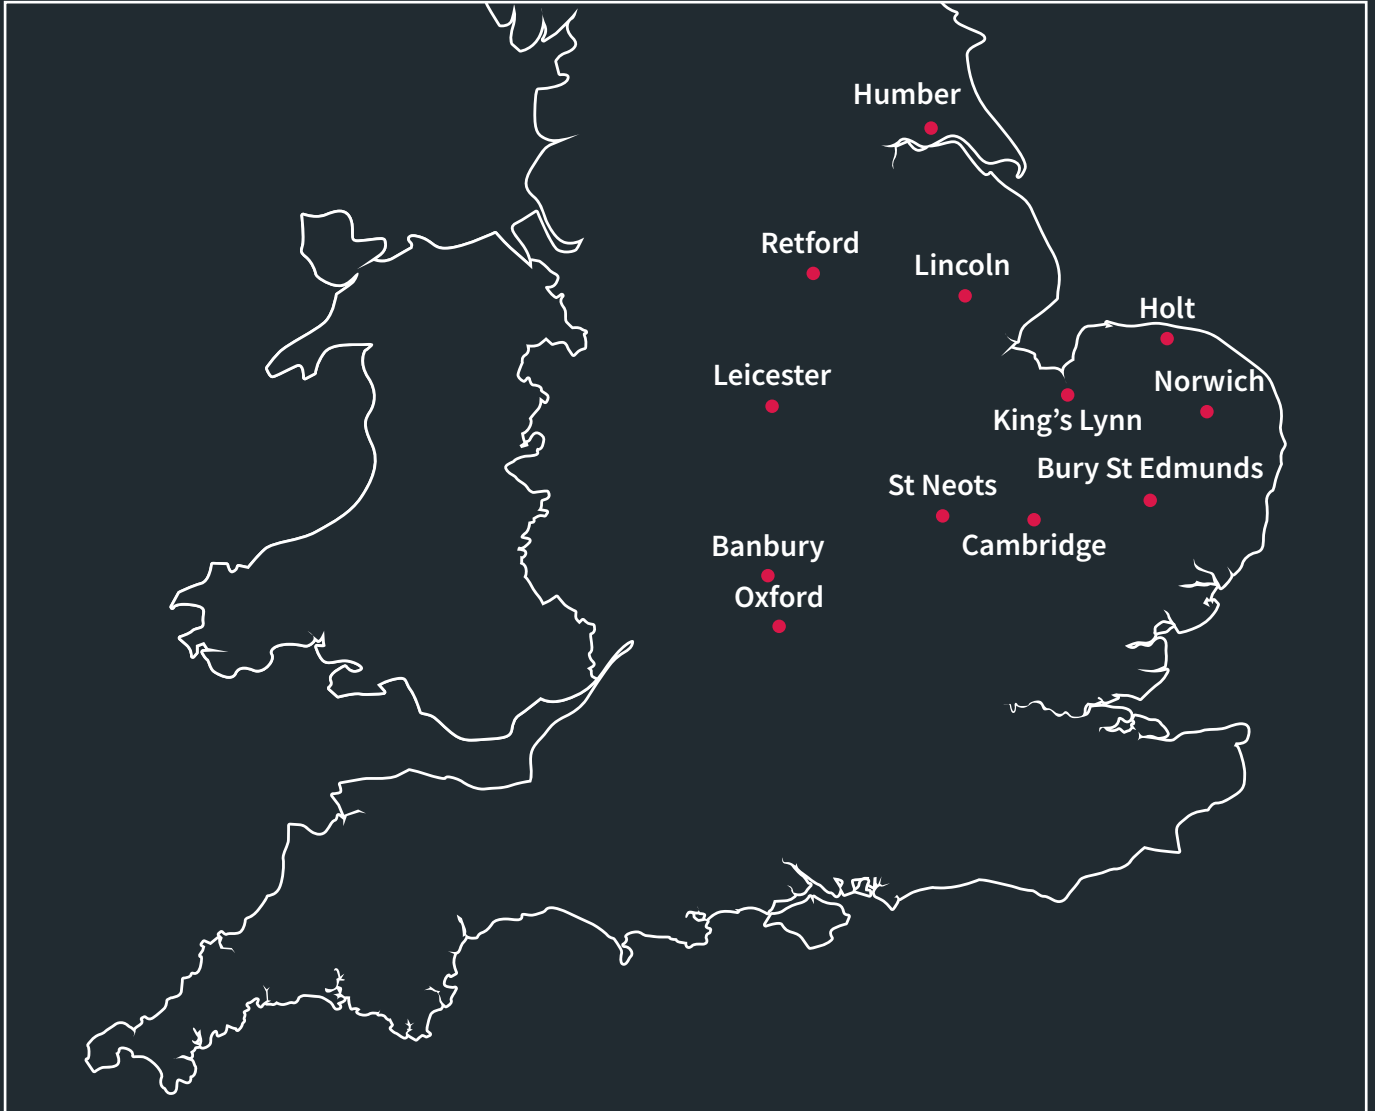 Humber
Retford
Lincoln
Holt
Leicester
Norwich
King’s Lynn
Bury St Edmunds
St Neots
Cambridge
Banbury
Oxford